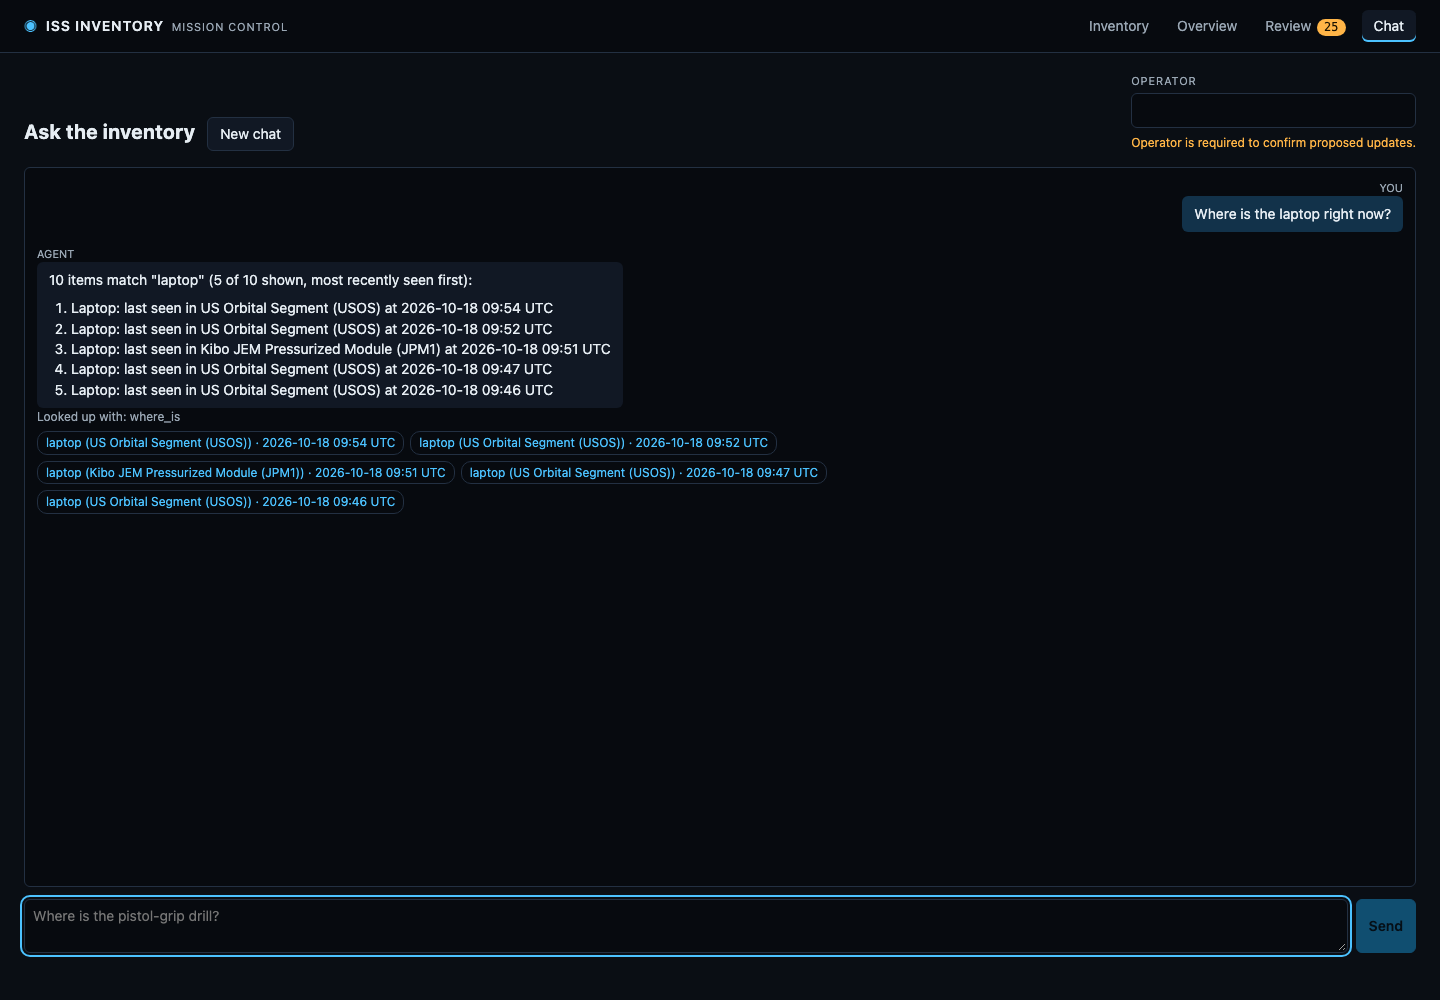 ISS INVENTORY MISSION CONTROL
Inventory Overview Review 25 Chat
OPERATOR
Ask the inventory New chat
Operator is required to confirm proposed updates.
YOU
Where is the laptop right now?
AGENT
10 items match "laptop" (5 of 10 shown, most recently seen first):
1. Laptop: last seen in US Orbital Segment (USOS) at 2026-10-18 09:54 UTC
2. Laptop: last seen in US Orbital Segment (USOS) at 2026-10-18 09:52 UTC
3. Laptop: last seen in Kibo JEM Pressurized Module (JPM1) at 2026-10-18 09:51 UTC
4. Laptop: last seen in US Orbital Segment (USOS) at 2026-10-18 09:47 UTC
5. Laptop: last seen in US Orbital Segment (USOS) at 2026-10-18 09:46 UTC
Looked up with: where_is
laptop (US Orbital Segment (USOS)) · 2026-10-18 09:54 UTC laptop (US Orbital Segment (USOS)) · 2026-10-18 09:52 UTC
laptop (Kibo JEM Pressurized Module (JPM1)) · 2026-10-18 09:51 UTC laptop (US Orbital Segment (USOS)) · 2026-10-18 09:47 UTC
laptop (US Orbital Segment (USOS)) · 2026-10-18 09:46 UTC
Where is the pistol-grip drill?
Send